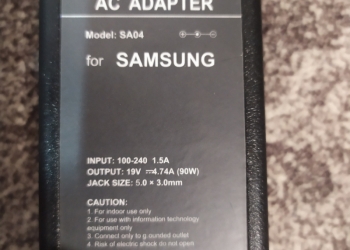 AC ADAPTER
Model: SA04
for SAMSUNG
INPUT: 100-240 1.5A
OUTPUT: 19V ⎓4.74A (90W)
JACK SIZE: 5.0 × 3.0mm
CAUTION:
1. For indoor use only
2. For use with information technology
equipment only
3. Connect only to g.ounded outlet
4. Risk of electric shock do not open